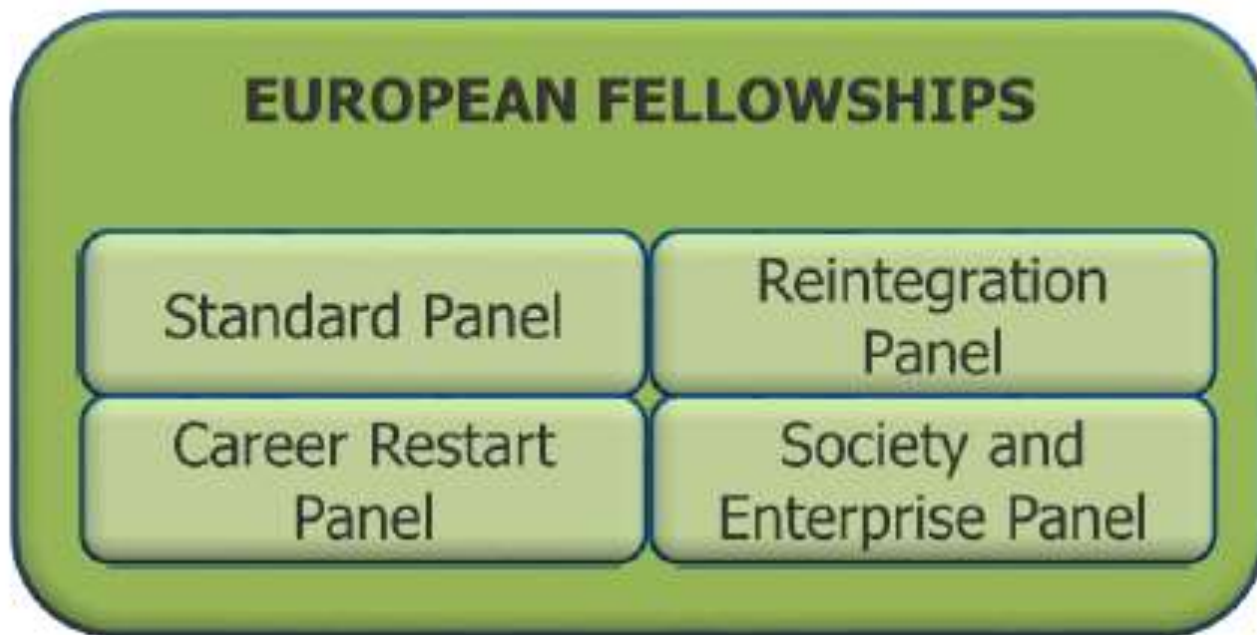 EUROPEAN FELLOWSHIPS
Standard Panel
Reintegration
Panel
Career Restart
Panel
Society and
Enterprise Panel